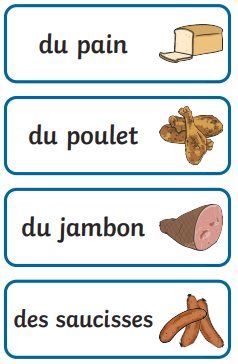 du pain
du poulet
du jambon
des saucisses